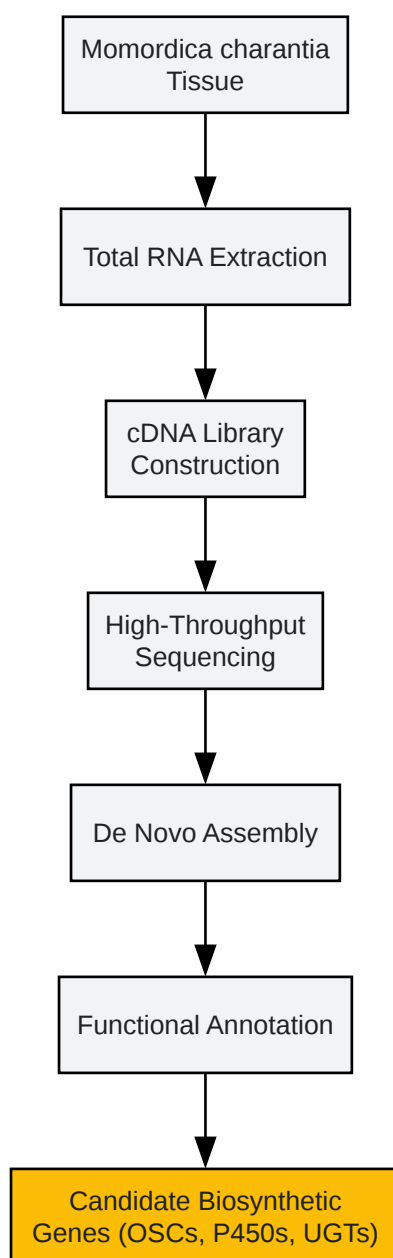 Momordica charantia
Tissue
Total RNA Extraction
cDNA Library
Construction
High-Throughput
Sequencing
De Novo Assembly
Functional Annotation
Candidate Biosynthetic
Genes (OSCs, P450s, UGTs)